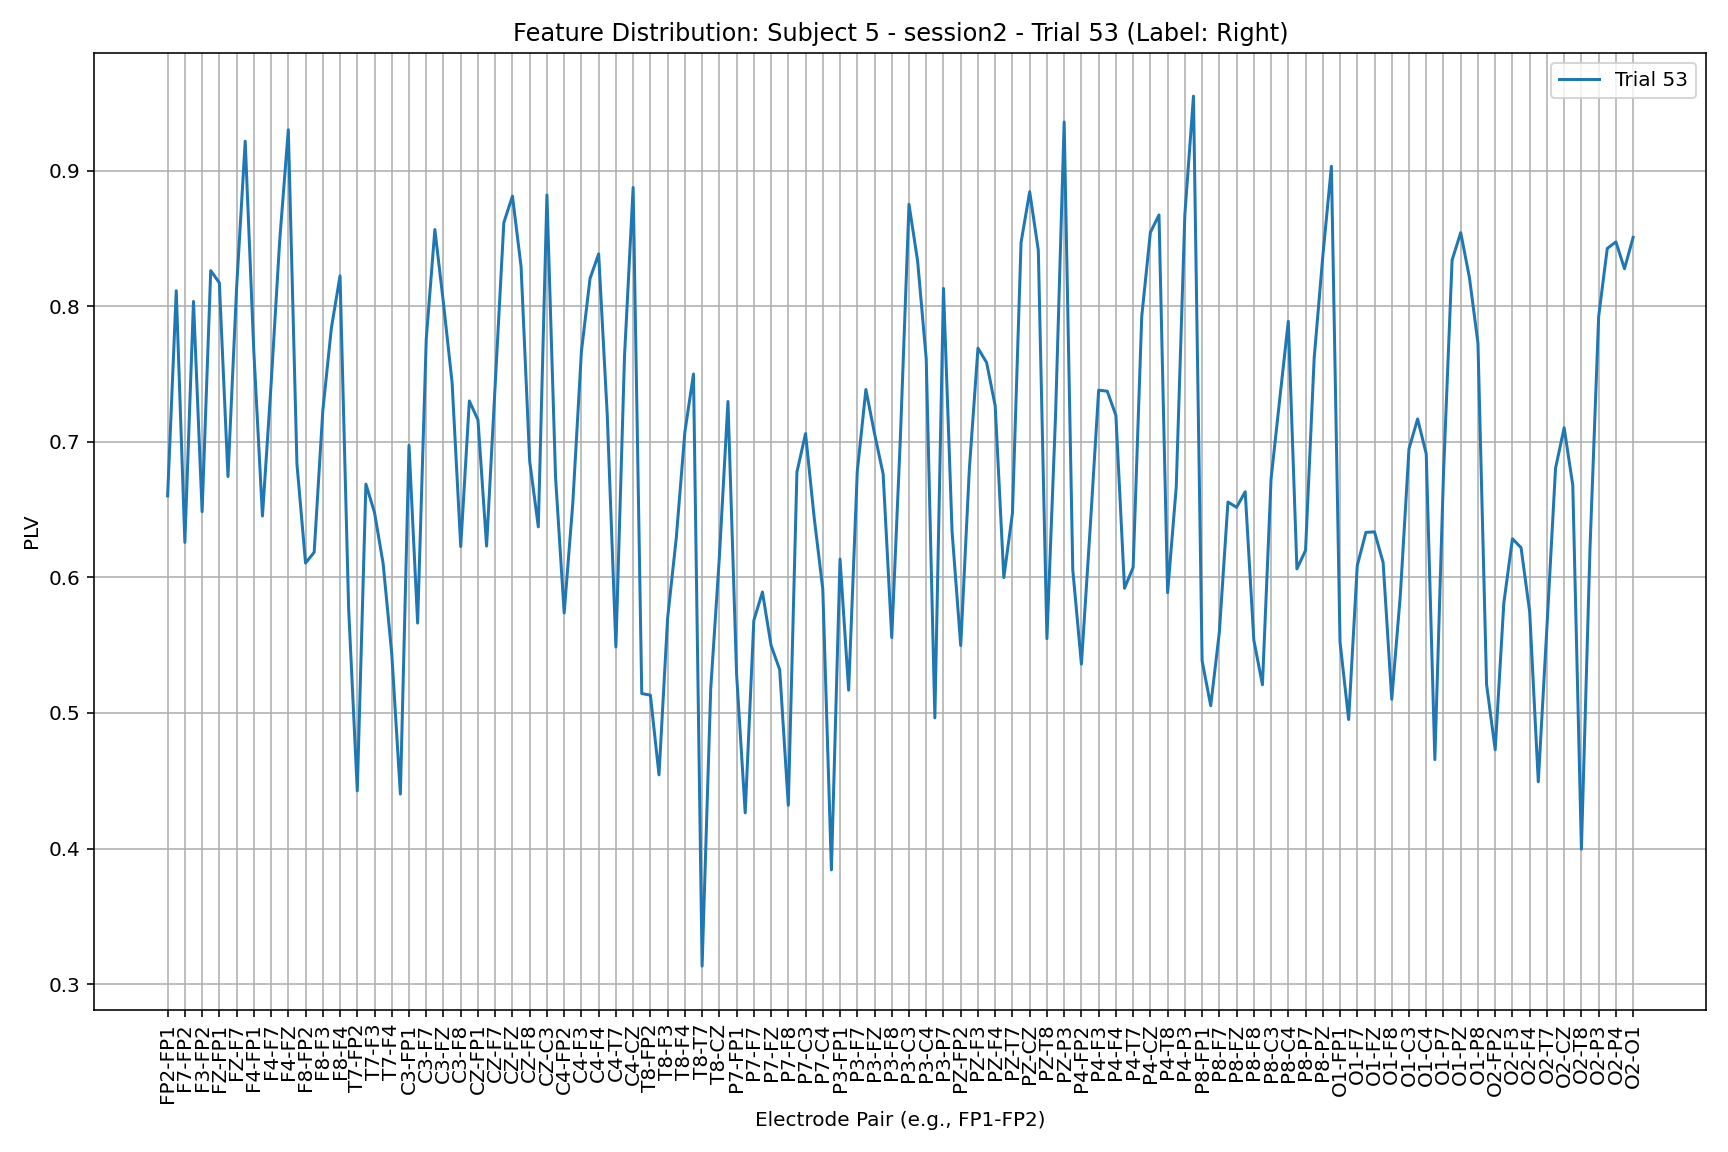 Feature Distribution: Subject 5 - session2 - Trial 53 (Label: Right)
Trial 53
PLV
0.9
0.8
0.7
0.6
0.5
0.4
0.3
FP2-FP1
F7-FP2
F3-FP2
FZ-FP1
FZ-F7
F4-FP1
F4-F7
F4-FZ
F8-FP2
F8-F3
F8-F4
T7-FP2
T7-F3
T7-F4
C3-FP1
C3-F7
C3-FZ
C3-F8
CZ-FP1
CZ-F7
CZ-FZ
CZ-F8
CZ-C3
C4-FP2
C4-F3
C4-F4
C4-T7
C4-CZ
T8-FP2
T8-F3
T8-F4
T8-T7
T8-CZ
P7-FP1
P7-F7
P7-FZ
P7-F8
P7-C3
P7-C4
P3-FP1
P3-F7
P3-FZ
P3-F8
P3-C3
P3-C4
P3-P7
PZ-FP2
PZ-F3
PZ-F4
PZ-T7
PZ-CZ
PZ-T8
PZ-P3
P4-FP2
P4-F3
P4-F4
P4-T7
P4-CZ
P4-T8
P4-P3
P8-FP1
P8-F7
P8-FZ
P8-F8
P8-C3
P8-C4
P8-P7
P8-PZ
O1-FP1
O1-F7
O1-FZ
O1-F8
O1-C3
O1-C4
O1-P7
O1-PZ
O1-P8
O2-FP2
O2-F3
O2-F4
O2-T7
O2-CZ
O2-T8
O2-P3
O2-P4
O2-O1
Electrode Pair (e.g., FP1-FP2)